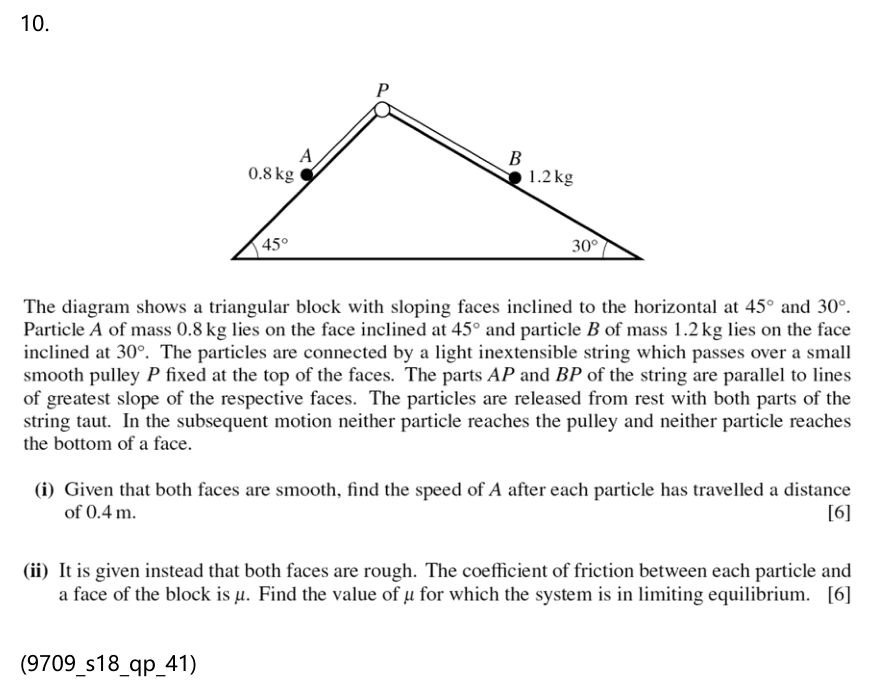 10.
P
A
0.8 kg
B
1.2 kg
45°
30°
The diagram shows a triangular block with sloping faces inclined to the horizontal at 45° and 30°.
Particle A of mass 0.8 kg lies on the face inclined at 45° and particle B of mass 1.2 kg lies on the face
inclined at 30°. The particles are connected by a light inextensible string which passes over a small
smooth pulley P fixed at the top of the faces. The parts AP and BP of the string are parallel to lines
of greatest slope of the respective faces. The particles are released from rest with both parts of the
string taut. In the subsequent motion neither particle reaches the pulley and neither particle reaches
the bottom of a face.
(i) Given that both faces are smooth, find the speed of A after each particle has travelled a distance
of 0.4 m. [6]
(ii) It is given instead that both faces are rough. The coefficient of friction between each particle and
a face of the block is μ. Find the value of μ for which the system is in limiting equilibrium. [6]
(9709_s18_qp_41)